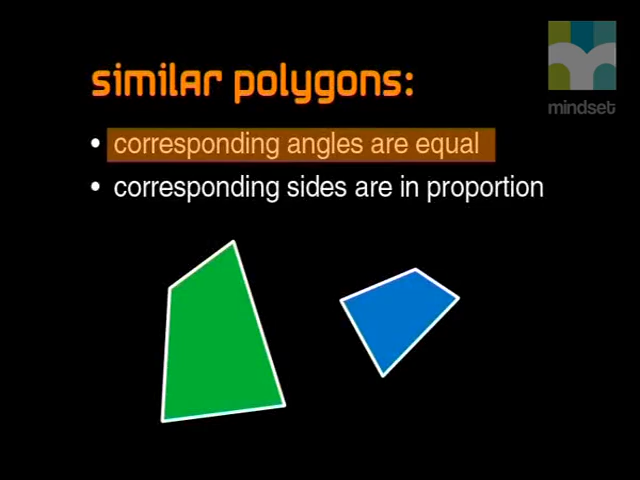 similar polygons:
• corresponding angles are equal
• corresponding sides are in proportion
mindset